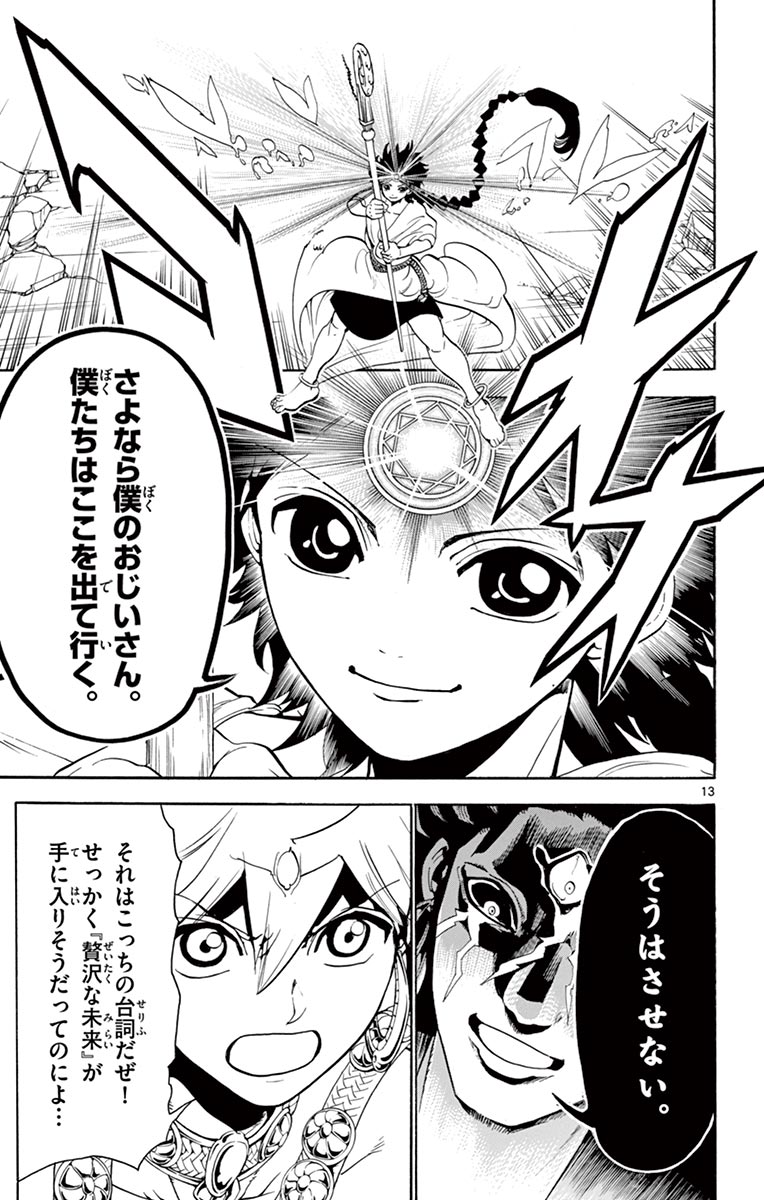 カッ
さよなら僕のおじいさん。
僕たちはここを出て行く。
13
そうはさせない。
それはこっちの台詞だぜ!
せっかく『贅沢な未来』が
手に入りそうだってのによ…